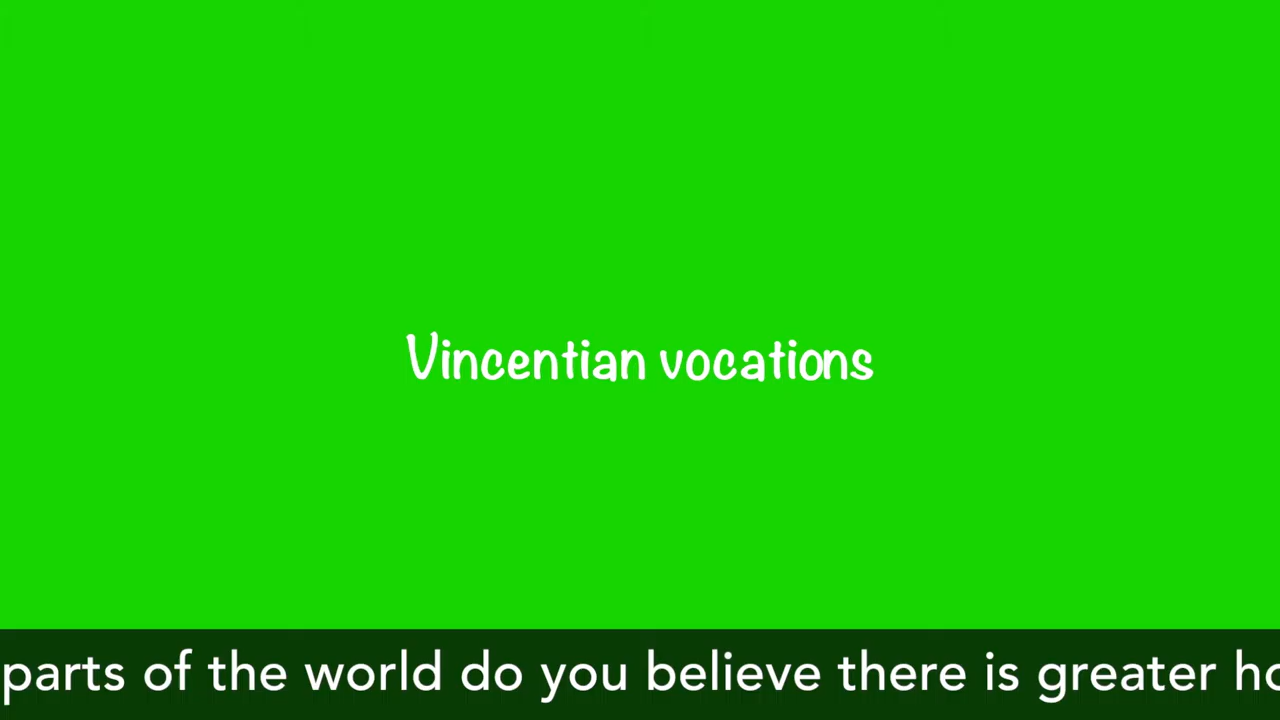 Vincentian vocations
parts of the world do you believe there is greater